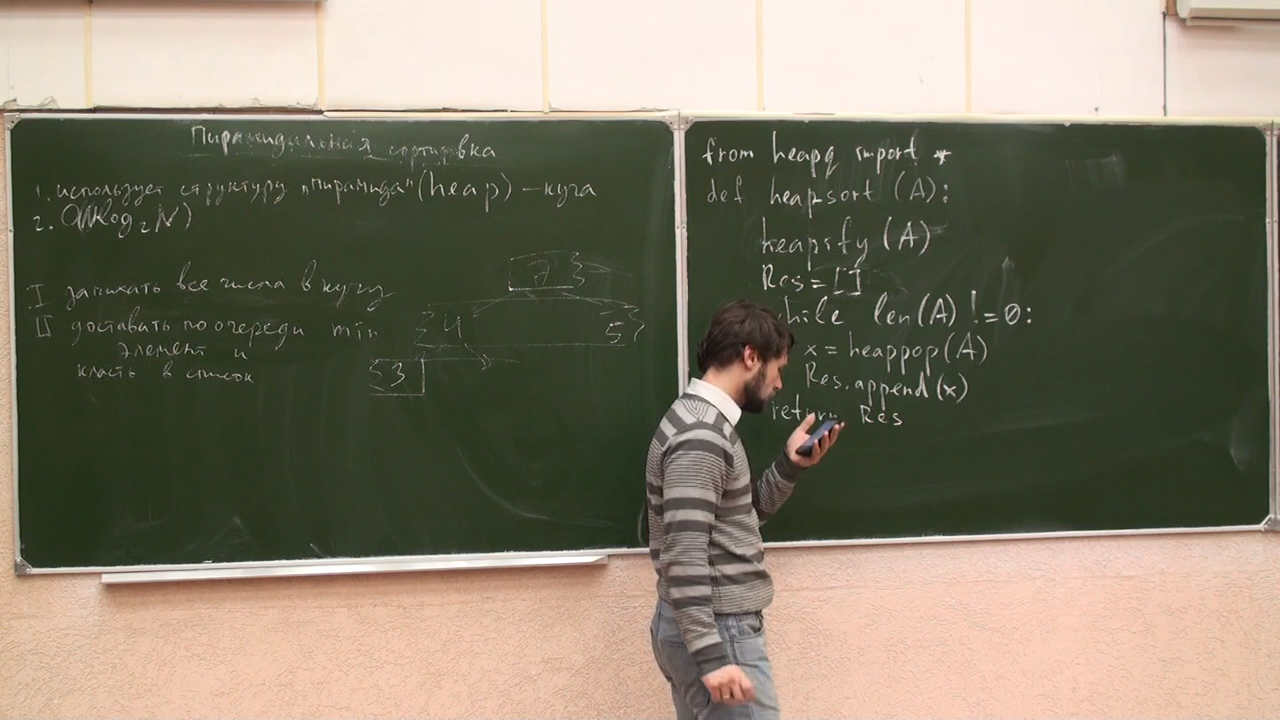 Пирамидальная сортировка
1. использует структуру „пирамида" (heap) – куча
2. O(N log₂ N)
I запихать все числа в кучу
II доставать по очереди min
элемент и
класть в список
7
4 5
3
from heapq import *
def heapsort (A):
heapify (A)
Res = []
while len(A) != 0:
x = heappop(A)
Res.append(x)
return Res